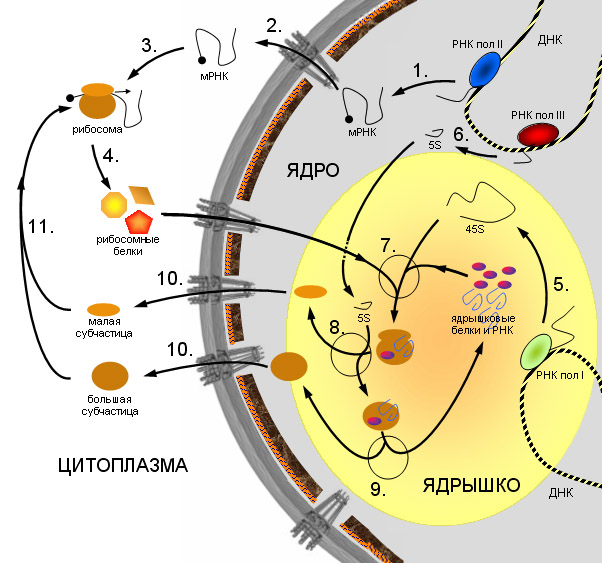 РНК пол II
ДНК
2.
3.
мРНК
1.
мРНК
РНК пол III
рибосома
5S
6.
4.
ЯДРО
45S
рибосомные
белки
7.
11.
10.
5.
5S
ядрышковые
белки и РНК
малая
субчастица
8.
10.
РНК пол I
большая
субчастица
ЦИТОПЛАЗМА
9.
ЯДРЫШКО
ДНК